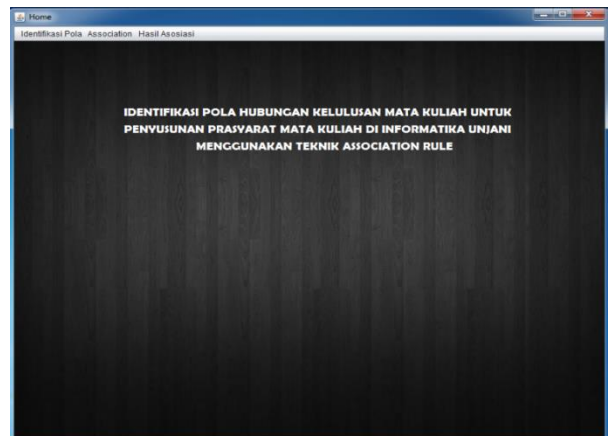 Home
Identifikasi Pola Association Hasil Asosiasi
IDENTIFIKASI POLA HUBUNGAN KELULUSAN MATA KULIAH UNTUK
PENYUSUNAN PRASYARAT MATA KULIAH DI INFORMATIKA UNJANI
MENGGUNAKAN TEKNIK ASSOCIATION RULE